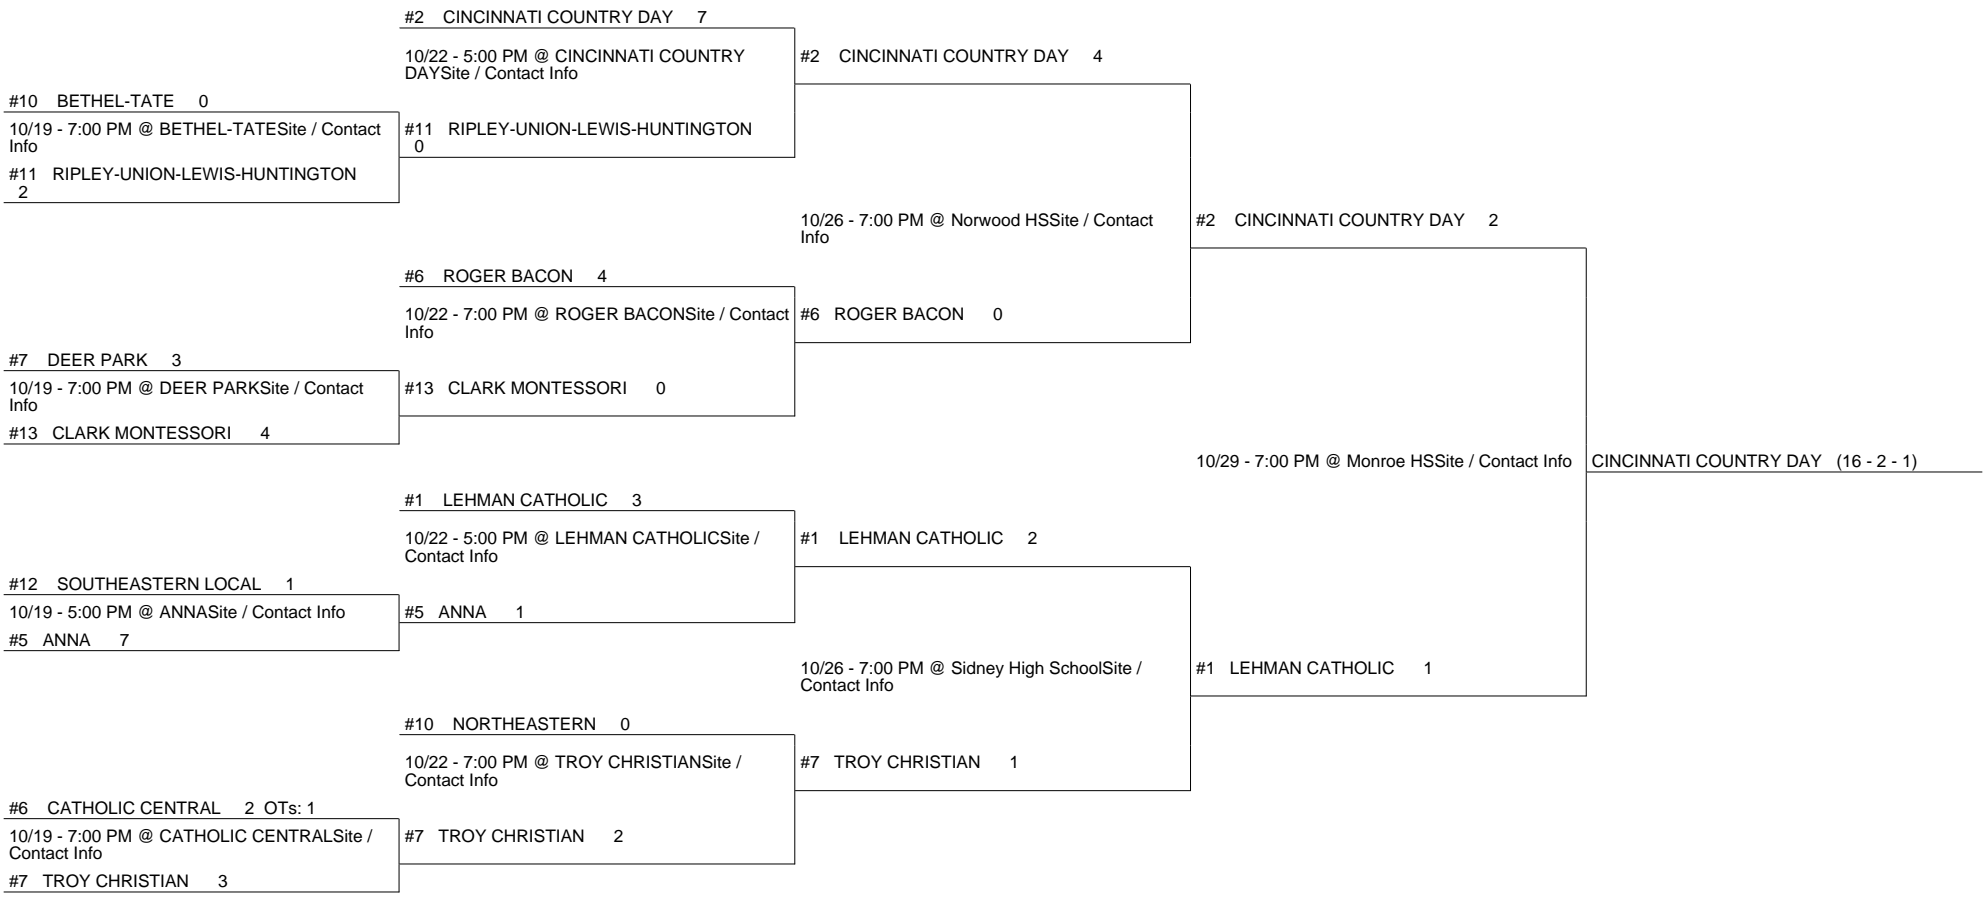 #2 CINCINNATI COUNTRY DAY 7
10/22 - 5:00 PM @ CINCINNATI COUNTRY
DAYSite / Contact Info
#2 CINCINNATI COUNTRY DAY 4
#10 BETHEL-TATE 0
10/19 - 7:00 PM @ BETHEL-TATESite / Contact
Info
#11 RIPLEY-UNION-LEWIS-HUNTINGTON
0
#11 RIPLEY-UNION-LEWIS-HUNTINGTON
2
10/26 - 7:00 PM @ Norwood HSSite / Contact
Info
#2 CINCINNATI COUNTRY DAY 2
#6 ROGER BACON 4
10/22 - 7:00 PM @ ROGER BACONSite / Contact
Info
#6 ROGER BACON 0
#7 DEER PARK 3
10/19 - 7:00 PM @ DEER PARKSite / Contact
Info
#13 CLARK MONTESSORI 0
#13 CLARK MONTESSORI 4
10/29 - 7:00 PM @ Monroe HSSite / Contact Info
CINCINNATI COUNTRY DAY (16 - 2 - 1)
#1 LEHMAN CATHOLIC 3
10/22 - 5:00 PM @ LEHMAN CATHOLICSite /
Contact Info
#1 LEHMAN CATHOLIC 2
#12 SOUTHEASTERN LOCAL 1
10/19 - 5:00 PM @ ANNASite / Contact Info
#5 ANNA 1
#5 ANNA 7
10/26 - 7:00 PM @ Sidney High SchoolSite /
Contact Info
#1 LEHMAN CATHOLIC 1
#10 NORTHEASTERN 0
10/22 - 7:00 PM @ TROY CHRISTIANSite /
Contact Info
#7 TROY CHRISTIAN 1
#6 CATHOLIC CENTRAL 2 OTs: 1
10/19 - 7:00 PM @ CATHOLIC CENTRALSite /
Contact Info
#7 TROY CHRISTIAN 2
#7 TROY CHRISTIAN 3